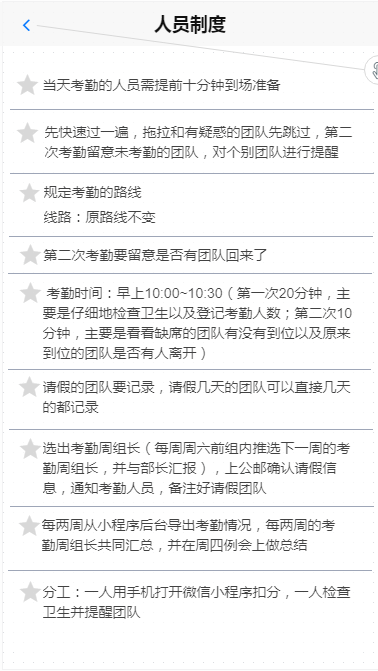 人员制度
当天考勤的人员需提前十分钟到场准备
先快速过一遍，拖拉和有疑惑的团队先跳过，第二
次考勤留意未考勤的团队，对个别团队进行提醒
规定考勤的路线
线路：原路线不变
第二次考勤要留意是否有团队回来了
考勤时间：早上10:00~10:30（第一次20分钟，主
要是仔细地检查卫生以及登记考勤人数；第二次10
分钟，主要是看看缺席的团队有没有到位以及原来
到位的团队是否有人离开）
请假的团队要记录，请假几天的团队可以直接几天
的都记录
选出考勤周组长（每周周六前组内推选下一周的考
勤周组长，并与部长汇报），上公邮确认请假信
息，通知考勤人员，备注好请假团队
每两周从小程序后台导出考勤情况，每两周的考
勤周组长共同汇总，并在周四例会上做总结
分工：一人用手机打开微信小程序扣分，一人检查
卫生并提醒团队